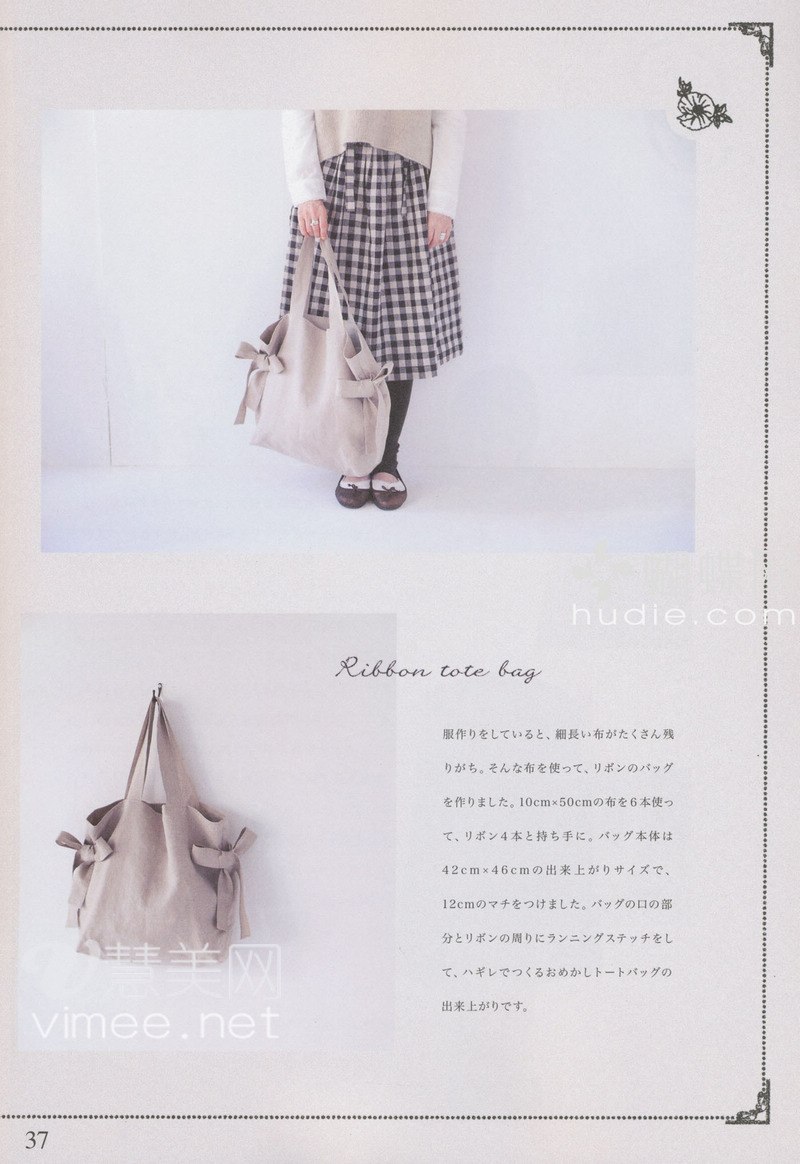 hudie.com
Ribbon tote bag
服作りをしていると、細長い布がたくさん残
りがち。そんな布を使って、リボンのバッグ
を作りました。10cm×50cmの布を6本使っ
て、リボン4本と持ち手に。バッグ本体は
42cm×46cmの出来上がりサイズで、
12cmのマチをつけました。バッグの口の部
分とリボンの周りにランニングステッチをし
て、ハギレでつくるおめかしトートバッグの
出来上がりです。
慧美网
vimee.net
37